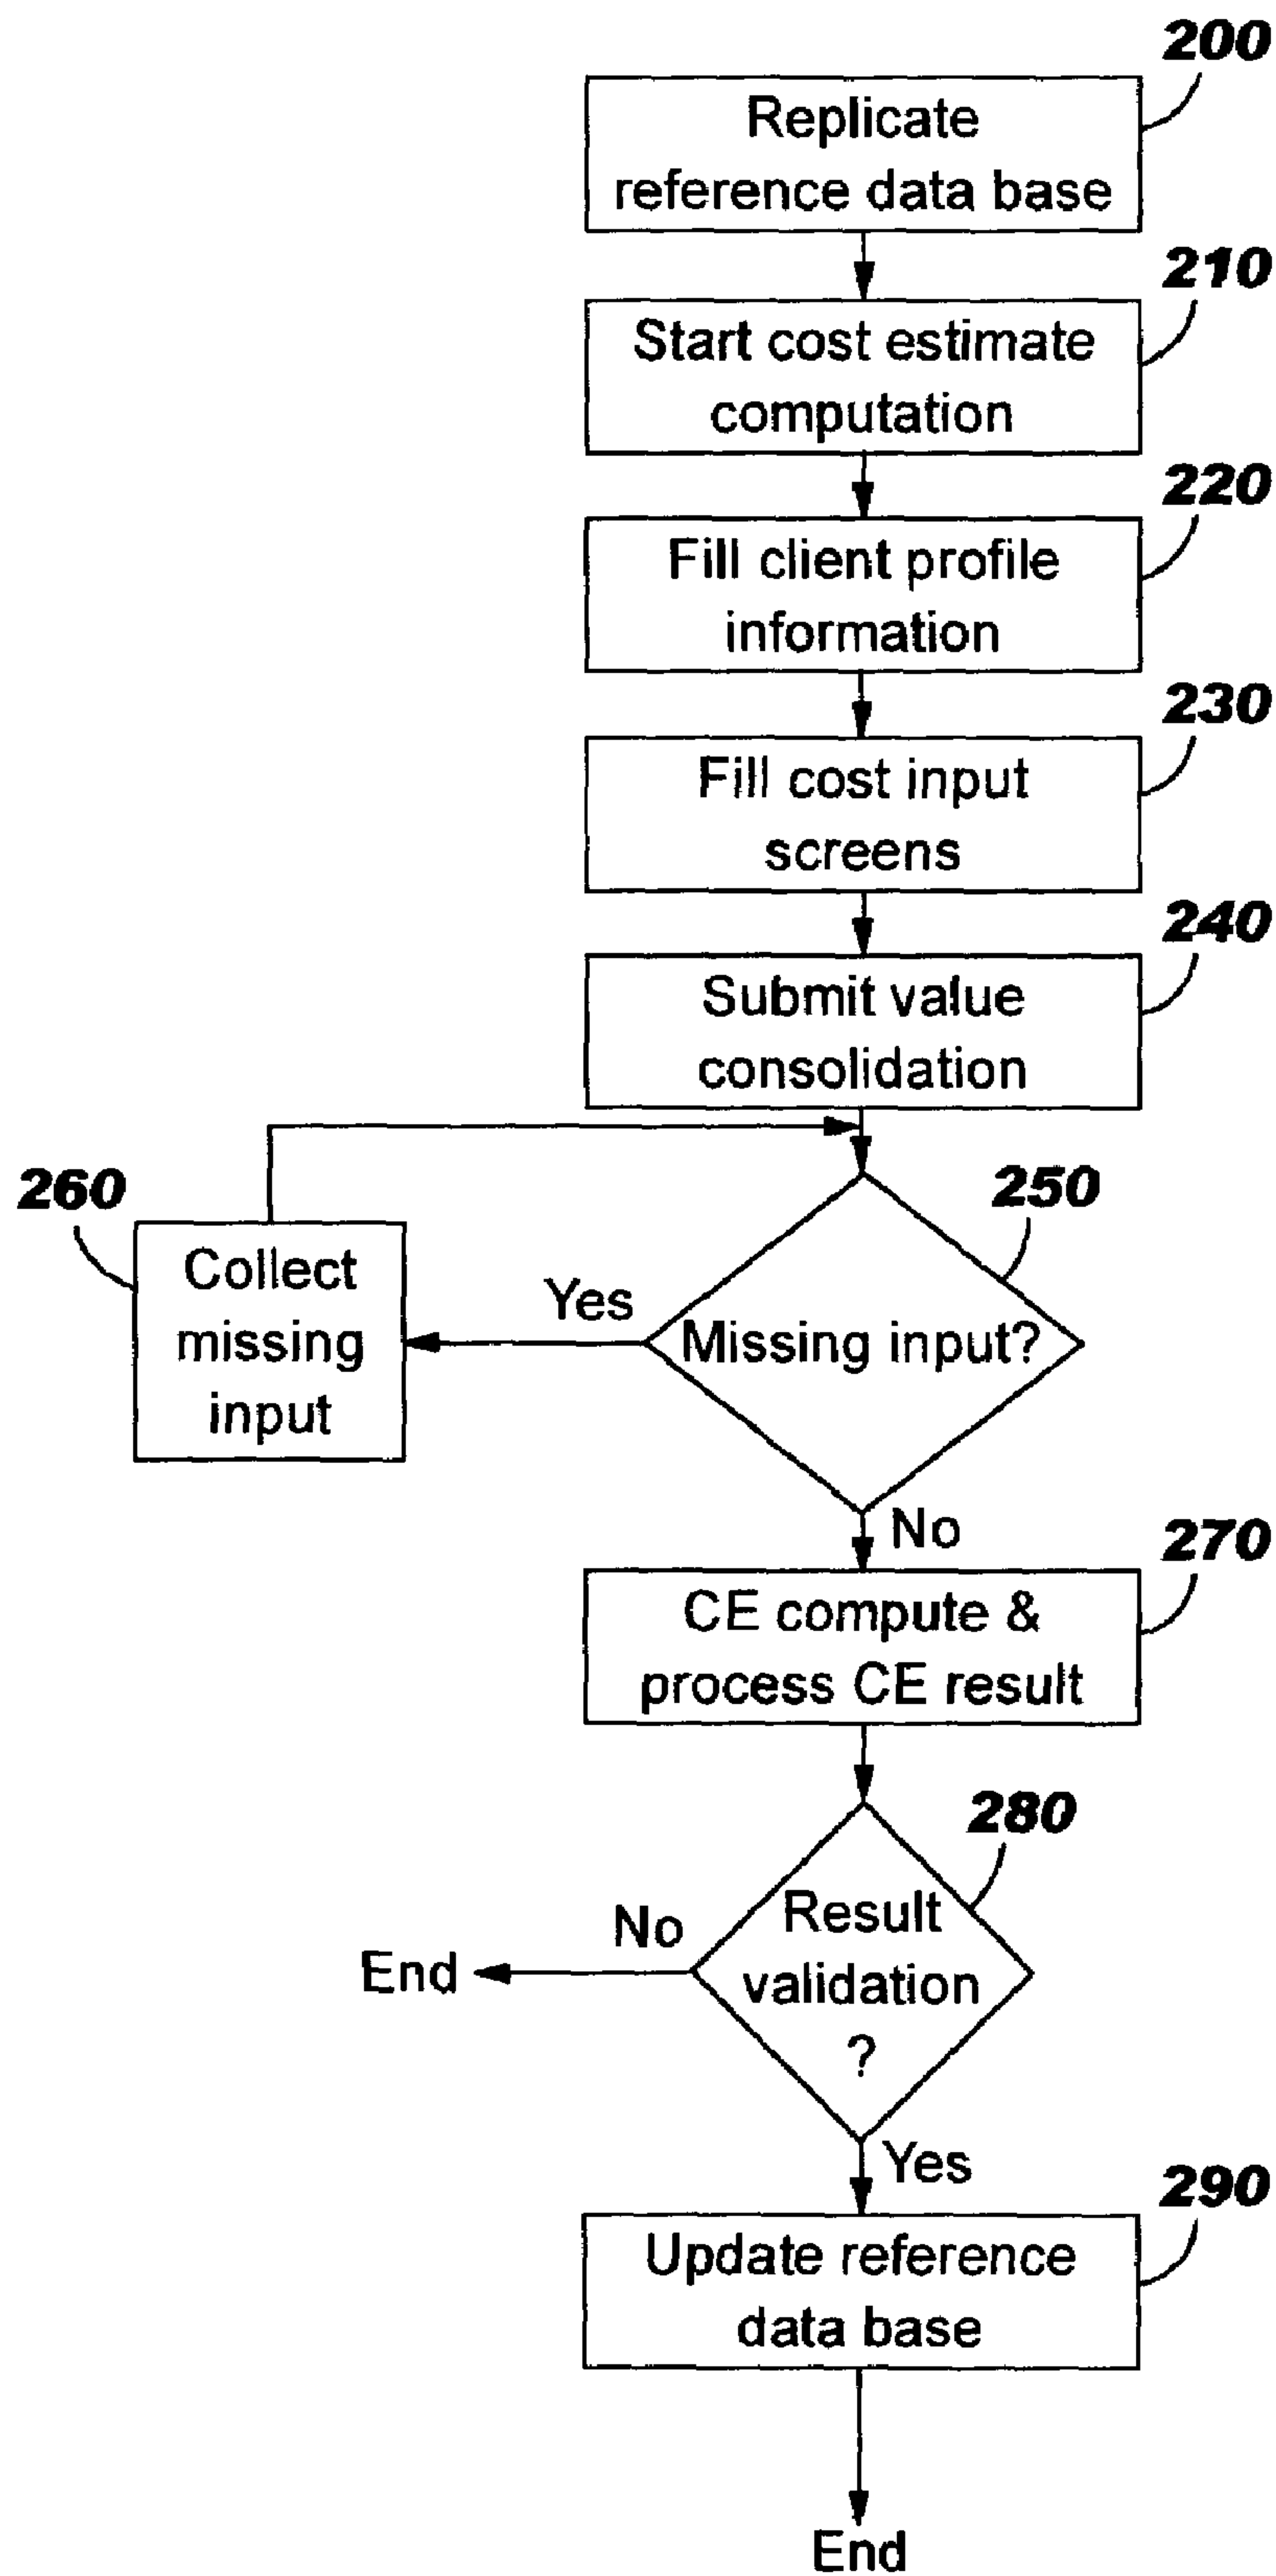 200
Replicate
reference data base
210
Start cost estimate
computation
220
Fill client profile
information
230
Fill cost input
screens
240
Submit value
consolidation
260
Collect
missing
input
250
Yes
Missing input?
No
270
CE compute &
process CE result
280
Result
validation
?
No
End
Yes
290
Update reference
data base
End